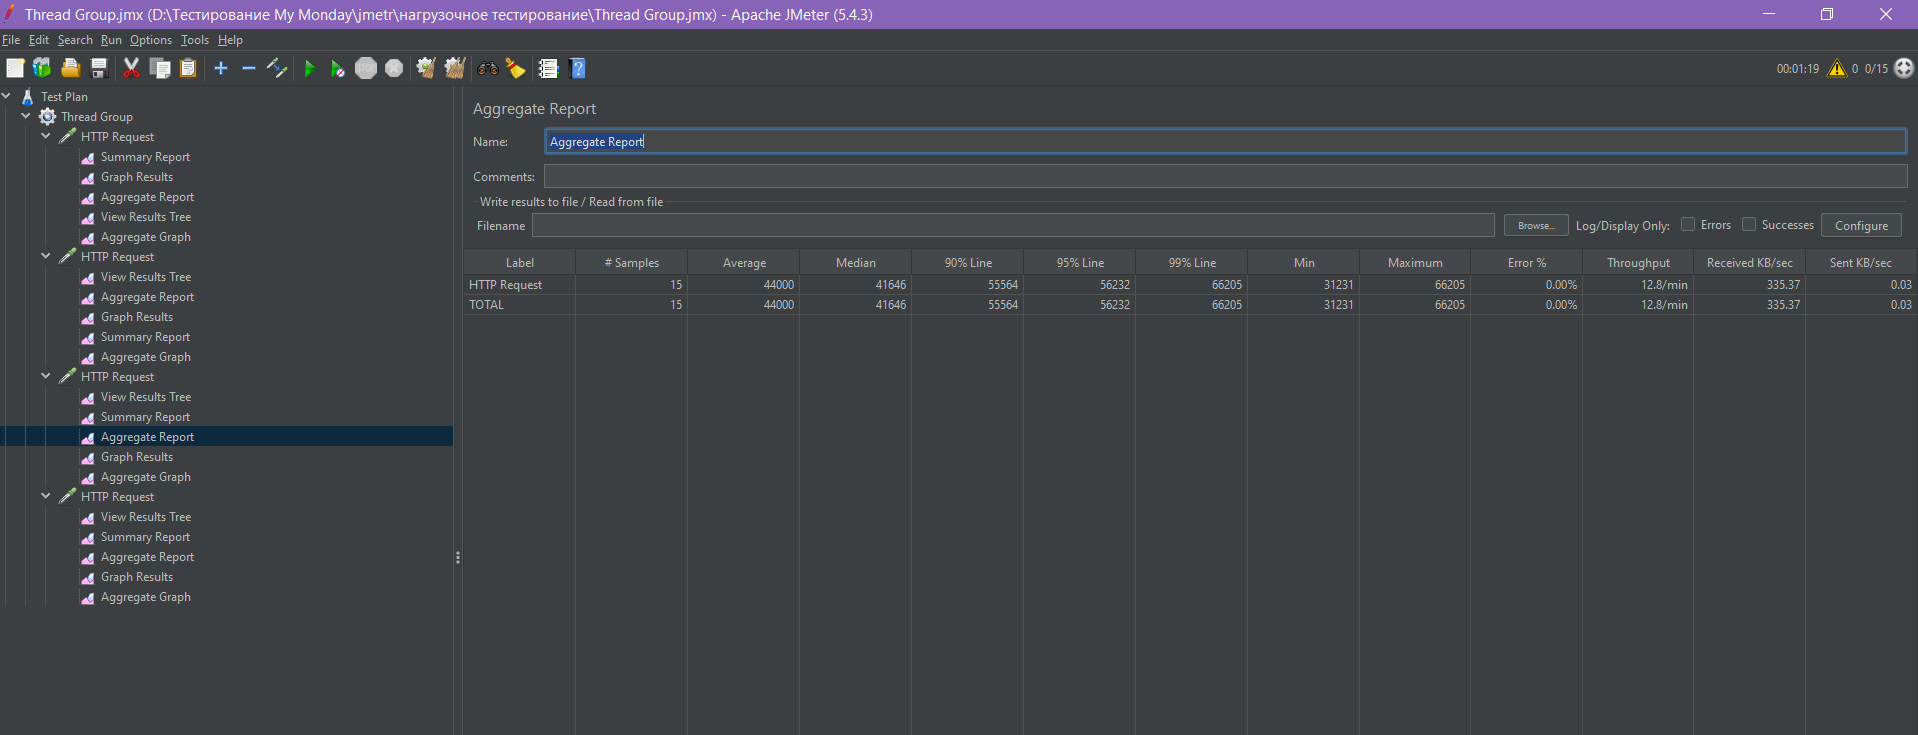 Thread Group.jmx (D:\Тестирование My Monday\jmetr\нагрузочное тестирование\Thread Group.jmx) - Apache JMeter (5.4.3)
File Edit Search Run Options Tools Help
00:01:19 0 0/15
Test Plan
Thread Group
HTTP Request
Summary Report
Graph Results
Aggregate Report
View Results Tree
Aggregate Graph
HTTP Request
View Results Tree
Aggregate Report
Graph Results
Summary Report
Aggregate Graph
HTTP Request
View Results Tree
Summary Report
Aggregate Report
Graph Results
Aggregate Graph
HTTP Request
View Results Tree
Summary Report
Aggregate Report
Graph Results
Aggregate Graph
Aggregate Report
Name: Aggregate Report
Comments:
Write results to file / Read from file
Filename Browse... Log/Display Only: Errors Successes Configure
Label # Samples Average Median 90% Line 95% Line 99% Line Min Maximum Error % Throughput Received KB/sec Sent KB/sec
HTTP Request 15 44000 41646 55564 56232 66205 31231 66205 0.00% 12.8/min 335.37 0.03
TOTAL 15 44000 41646 55564 56232 66205 31231 66205 0.00% 12.8/min 335.37 0.03